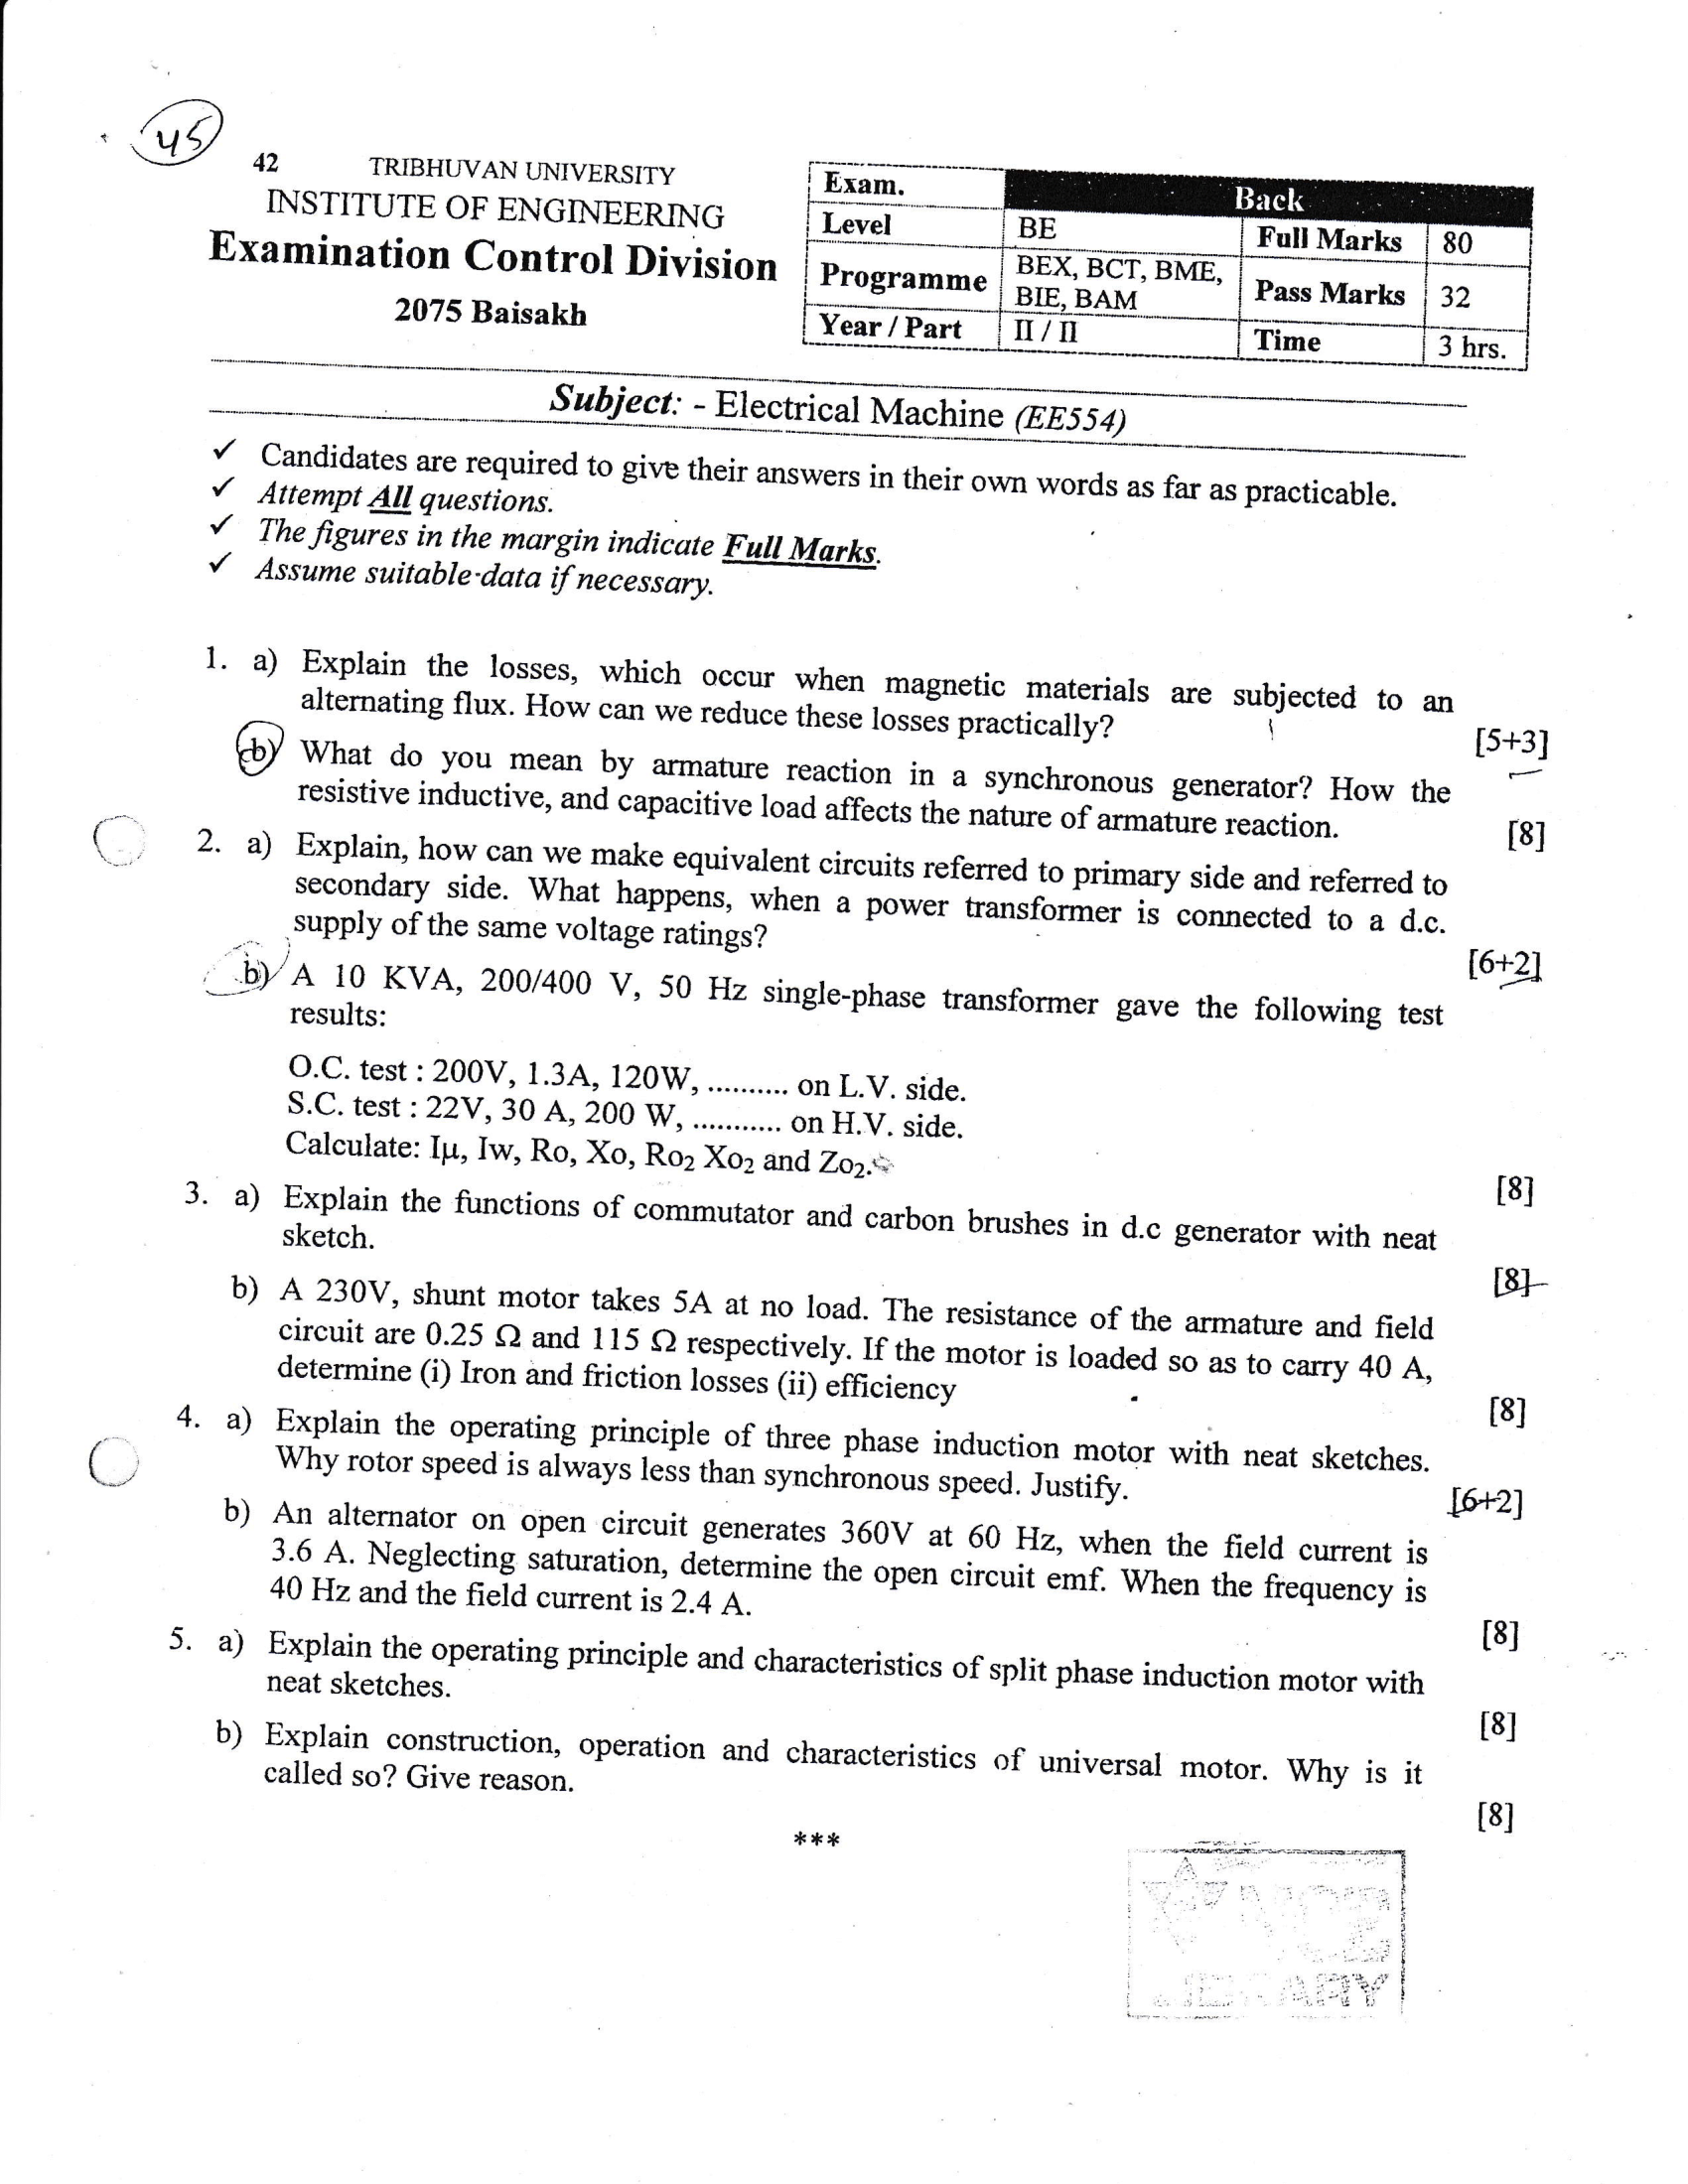 45
42
TRIBHUVAN UNIVERSITY
INSTITUTE OF ENGINEERING
Examination Control Division
2075 Baisakh
Exam. Back
Level BE Full Marks 80
Programme BEX, BCT, BME, BIE, BAM Pass Marks 32
Year / Part II / II Time 3 hrs.
Subject: - Electrical Machine (EE554)
✓ Candidates are required to give their answers in their own words as far as practicable.
✓ Attempt All questions.
✓ The figures in the margin indicate Full Marks.
✓ Assume suitable data if necessary.
1. a) Explain the losses, which occur when magnetic materials are subjected to an
alternating flux. How can we reduce these losses practically? [5+3]
b) What do you mean by armature reaction in a synchronous generator? How the
resistive inductive, and capacitive load affects the nature of armature reaction. [8]
2. a) Explain, how can we make equivalent circuits referred to primary side and referred to
secondary side. What happens, when a power transformer is connected to a d.c.
supply of the same voltage ratings? [6+2]
b) A 10 KVA, 200/400 V, 50 Hz single-phase transformer gave the following test
results:
O.C. test : 200V, 1.3A, 120W, .......... on L.V. side.
S.C. test : 22V, 30 A, 200 W, ........... on H.V. side.
Calculate: Iμ, Iw, Ro, Xo, Ro₂ Xo₂ and Zo₂. [8]
3. a) Explain the functions of commutator and carbon brushes in d.c generator with neat
sketch. [8]
b) A 230V, shunt motor takes 5A at no load. The resistance of the armature and field
circuit are 0.25 Ω and 115 Ω respectively. If the motor is loaded so as to carry 40 A,
determine (i) Iron and friction losses (ii) efficiency [8]
4. a) Explain the operating principle of three phase induction motor with neat sketches.
Why rotor speed is always less than synchronous speed. Justify. [6+2]
b) An alternator on open circuit generates 360V at 60 Hz, when the field current is
3.6 A. Neglecting saturation, determine the open circuit emf. When the frequency is
40 Hz and the field current is 2.4 A. [8]
5. a) Explain the operating principle and characteristics of split phase induction motor with
neat sketches. [8]
b) Explain construction, operation and characteristics of universal motor. Why is it
called so? Give reason. [8]
***